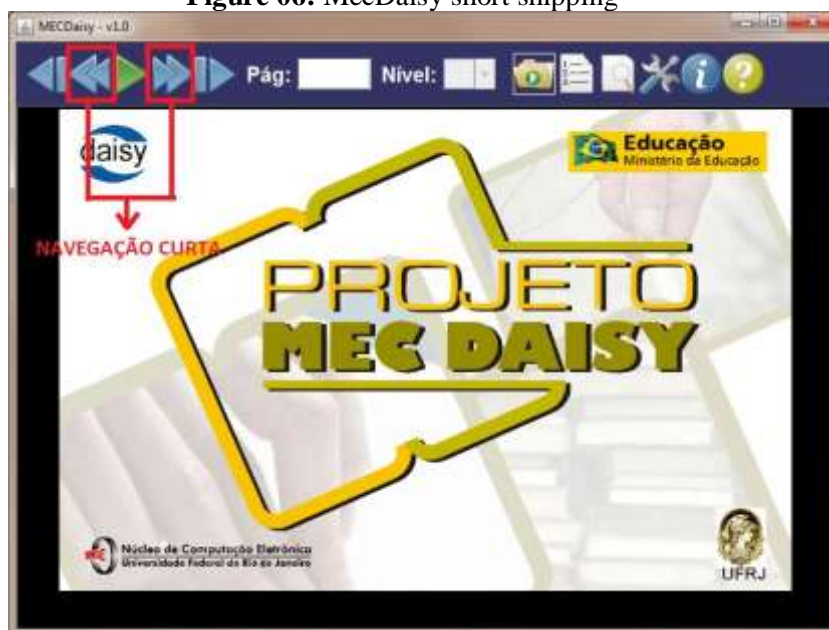 Figure 06: MecDaisy short shipping
MECDaisy - v1.0
Pág: Nível:
daisy
Educação
Ministério da Educação
NAVEGAÇÃO CURTA
PROJETO
MEC DAISY
Núcleo de Computação Eletrônica
Universidade Federal do Rio de Janeiro
UFRJ